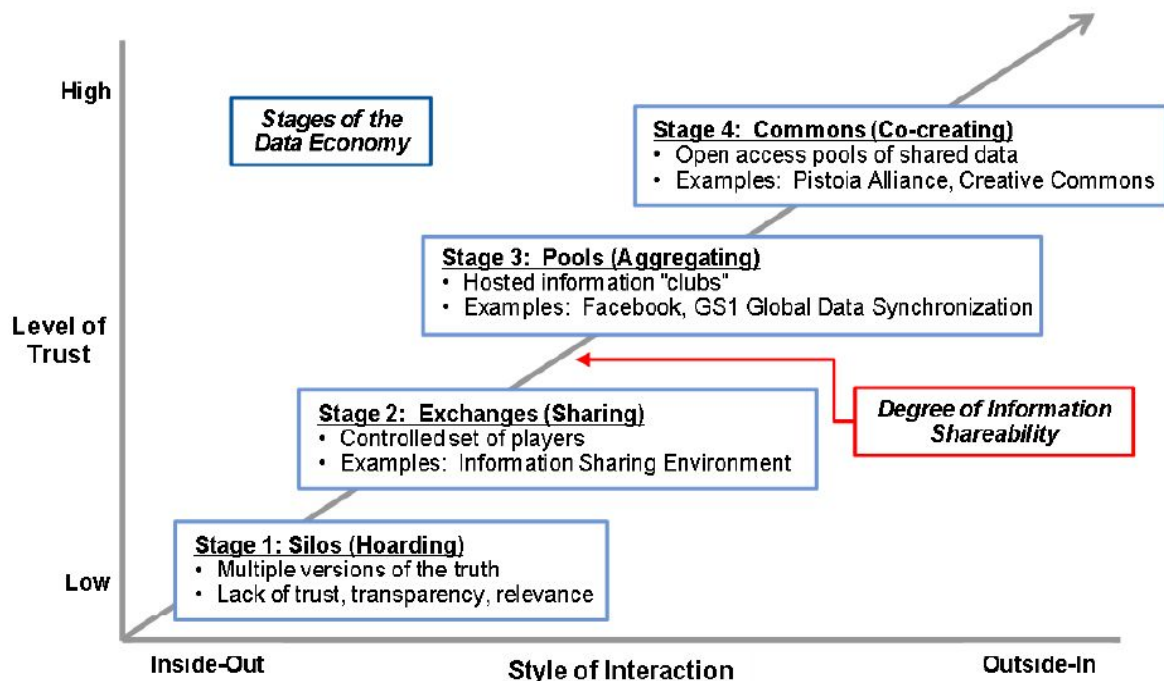 High
Stages of the
Data Economy
Stage 4: Commons (Co-creating)
• Open access pools of shared data
• Examples: Pistoia Alliance, Creative Commons
Stage 3: Pools (Aggregating)
• Hosted information "clubs"
• Examples: Facebook, GS1 Global Data Synchronization
Level of
Trust
Stage 2: Exchanges (Sharing)
• Controlled set of players
• Examples: Information Sharing Environment
Degree of Information
Shareability
Stage 1: Silos (Hoarding)
• Multiple versions of the truth
• Lack of trust, transparency, relevance
Low
Inside-Out
Style of Interaction
Outside-In